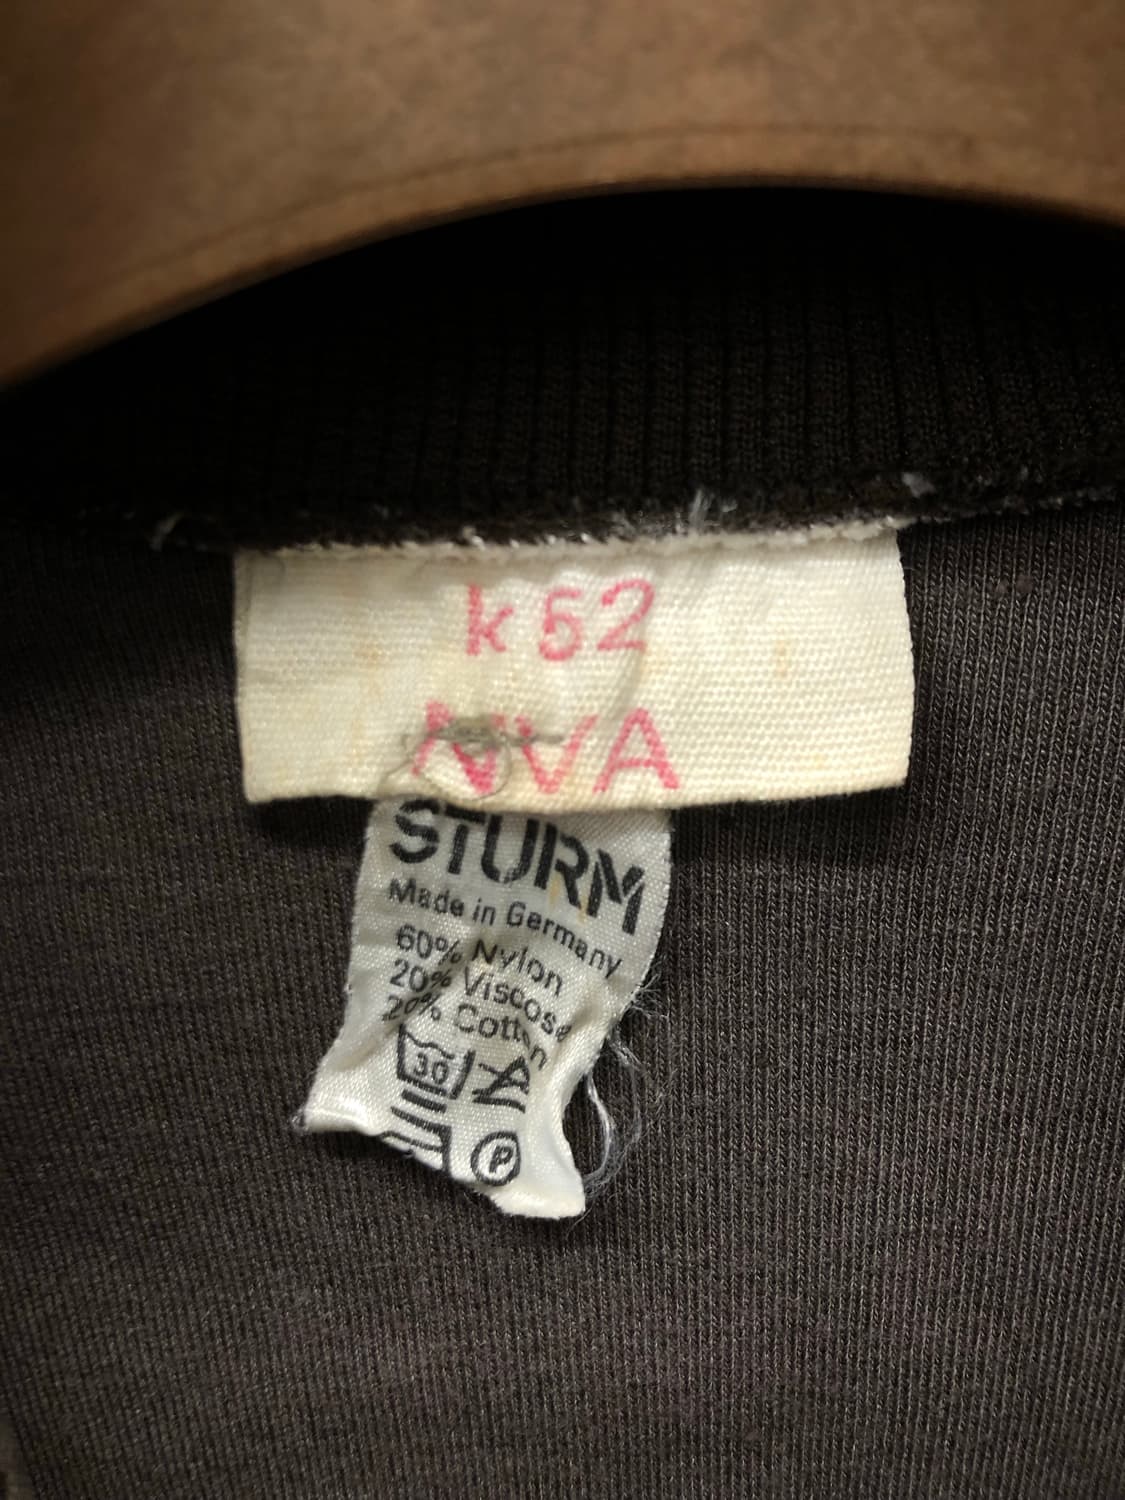 k52
NVA
STURM
Made in Germany
60% Nylon
20% Viscose
20% Cotton
30 A
P